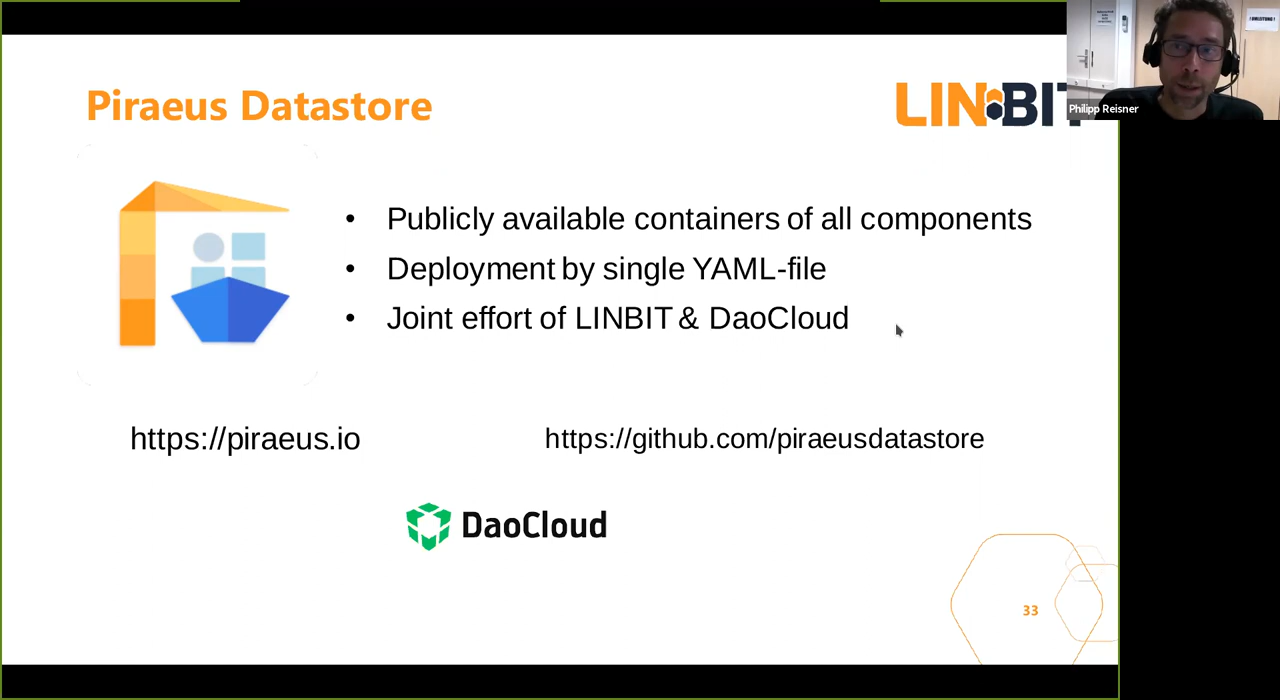 Piraeus Datastore
LINBIT
Philipp Reisner
• Publicly available containers of all components
• Deployment by single YAML-file
• Joint effort of LINBIT & DaoCloud
https://piraeus.io
https://github.com/piraeusdatastore
DaoCloud
33